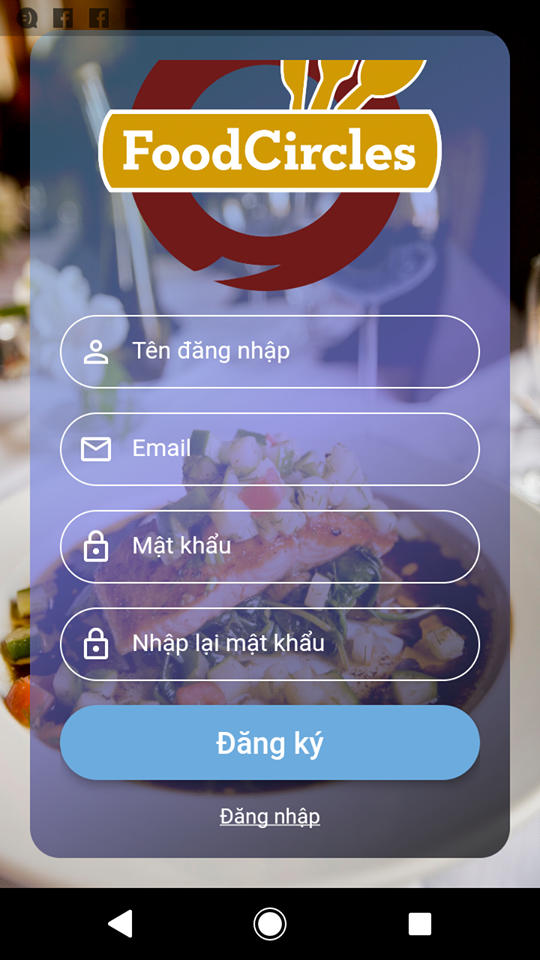 FoodCircles
Tên đăng nhập
Email
Mật khẩu
Nhập lại mật khẩu
Đăng ký
Đăng nhập